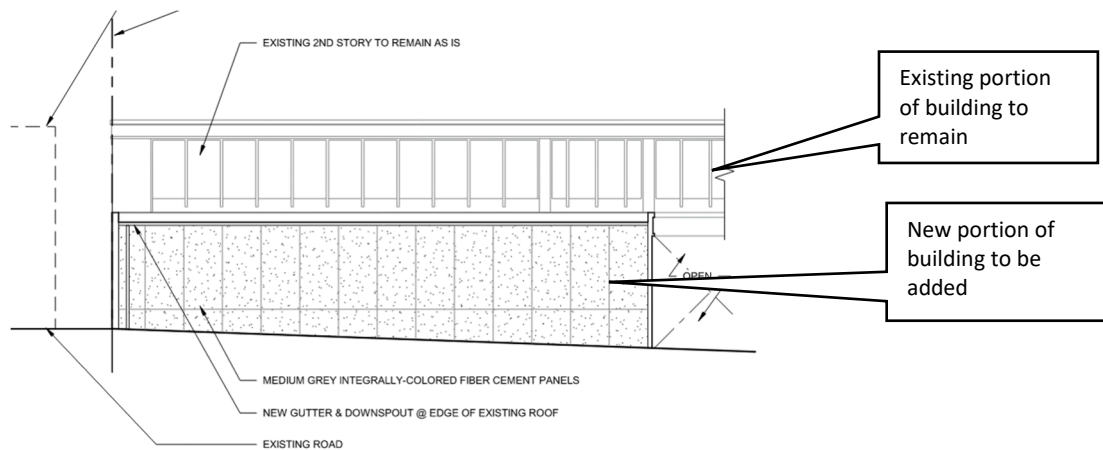 EXISTING 2ND STORY TO REMAIN AS IS
Existing portion
of building to
remain
New portion of
building to be
added
OPEN
MEDIUM GREY INTEGRALLY-COLORED FIBER CEMENT PANELS
NEW GUTTER & DOWNSPOUT @ EDGE OF EXISTING ROOF
EXISTING ROAD